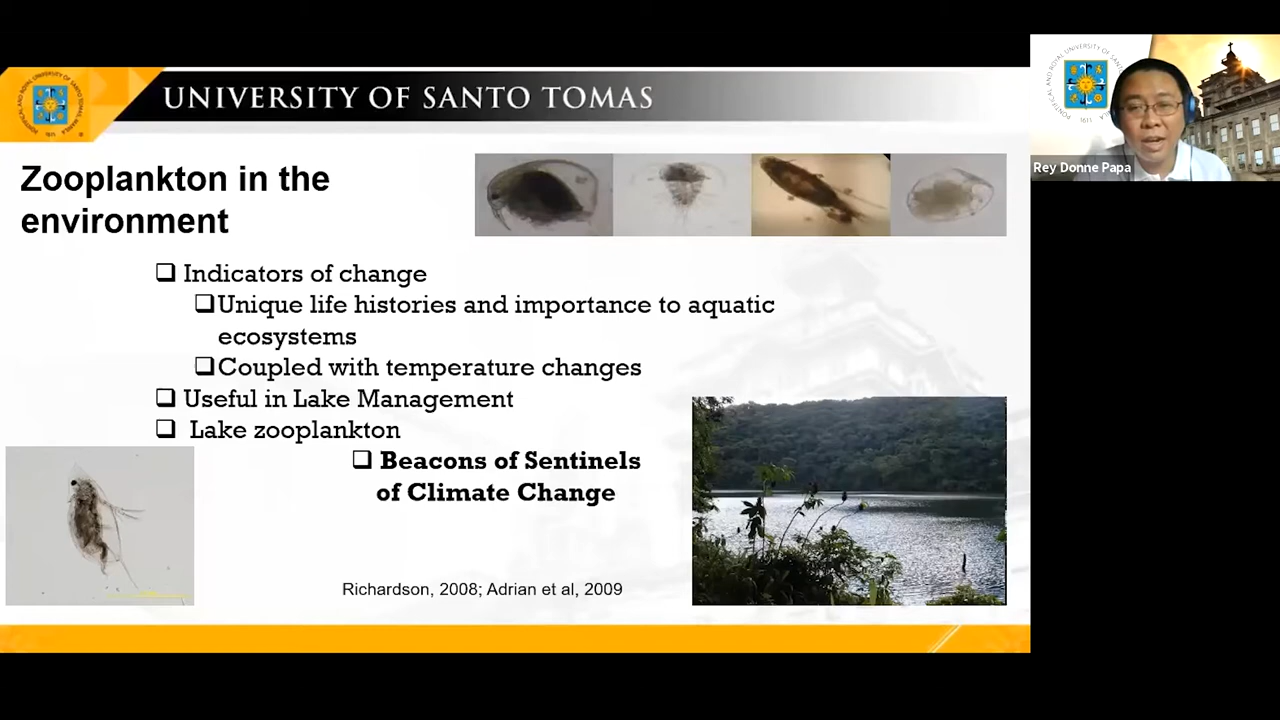 UNIVERSITY OF SANTO TOMAS
Zooplankton in the
environment
❑ Indicators of change
❑Unique life histories and importance to aquatic
ecosystems
❑Coupled with temperature changes
❑ Useful in Lake Management
❑ Lake zooplankton
❑ Beacons of Sentinels
of Climate Change
Richardson, 2008; Adrian et al, 2009
Rey Donne Papa